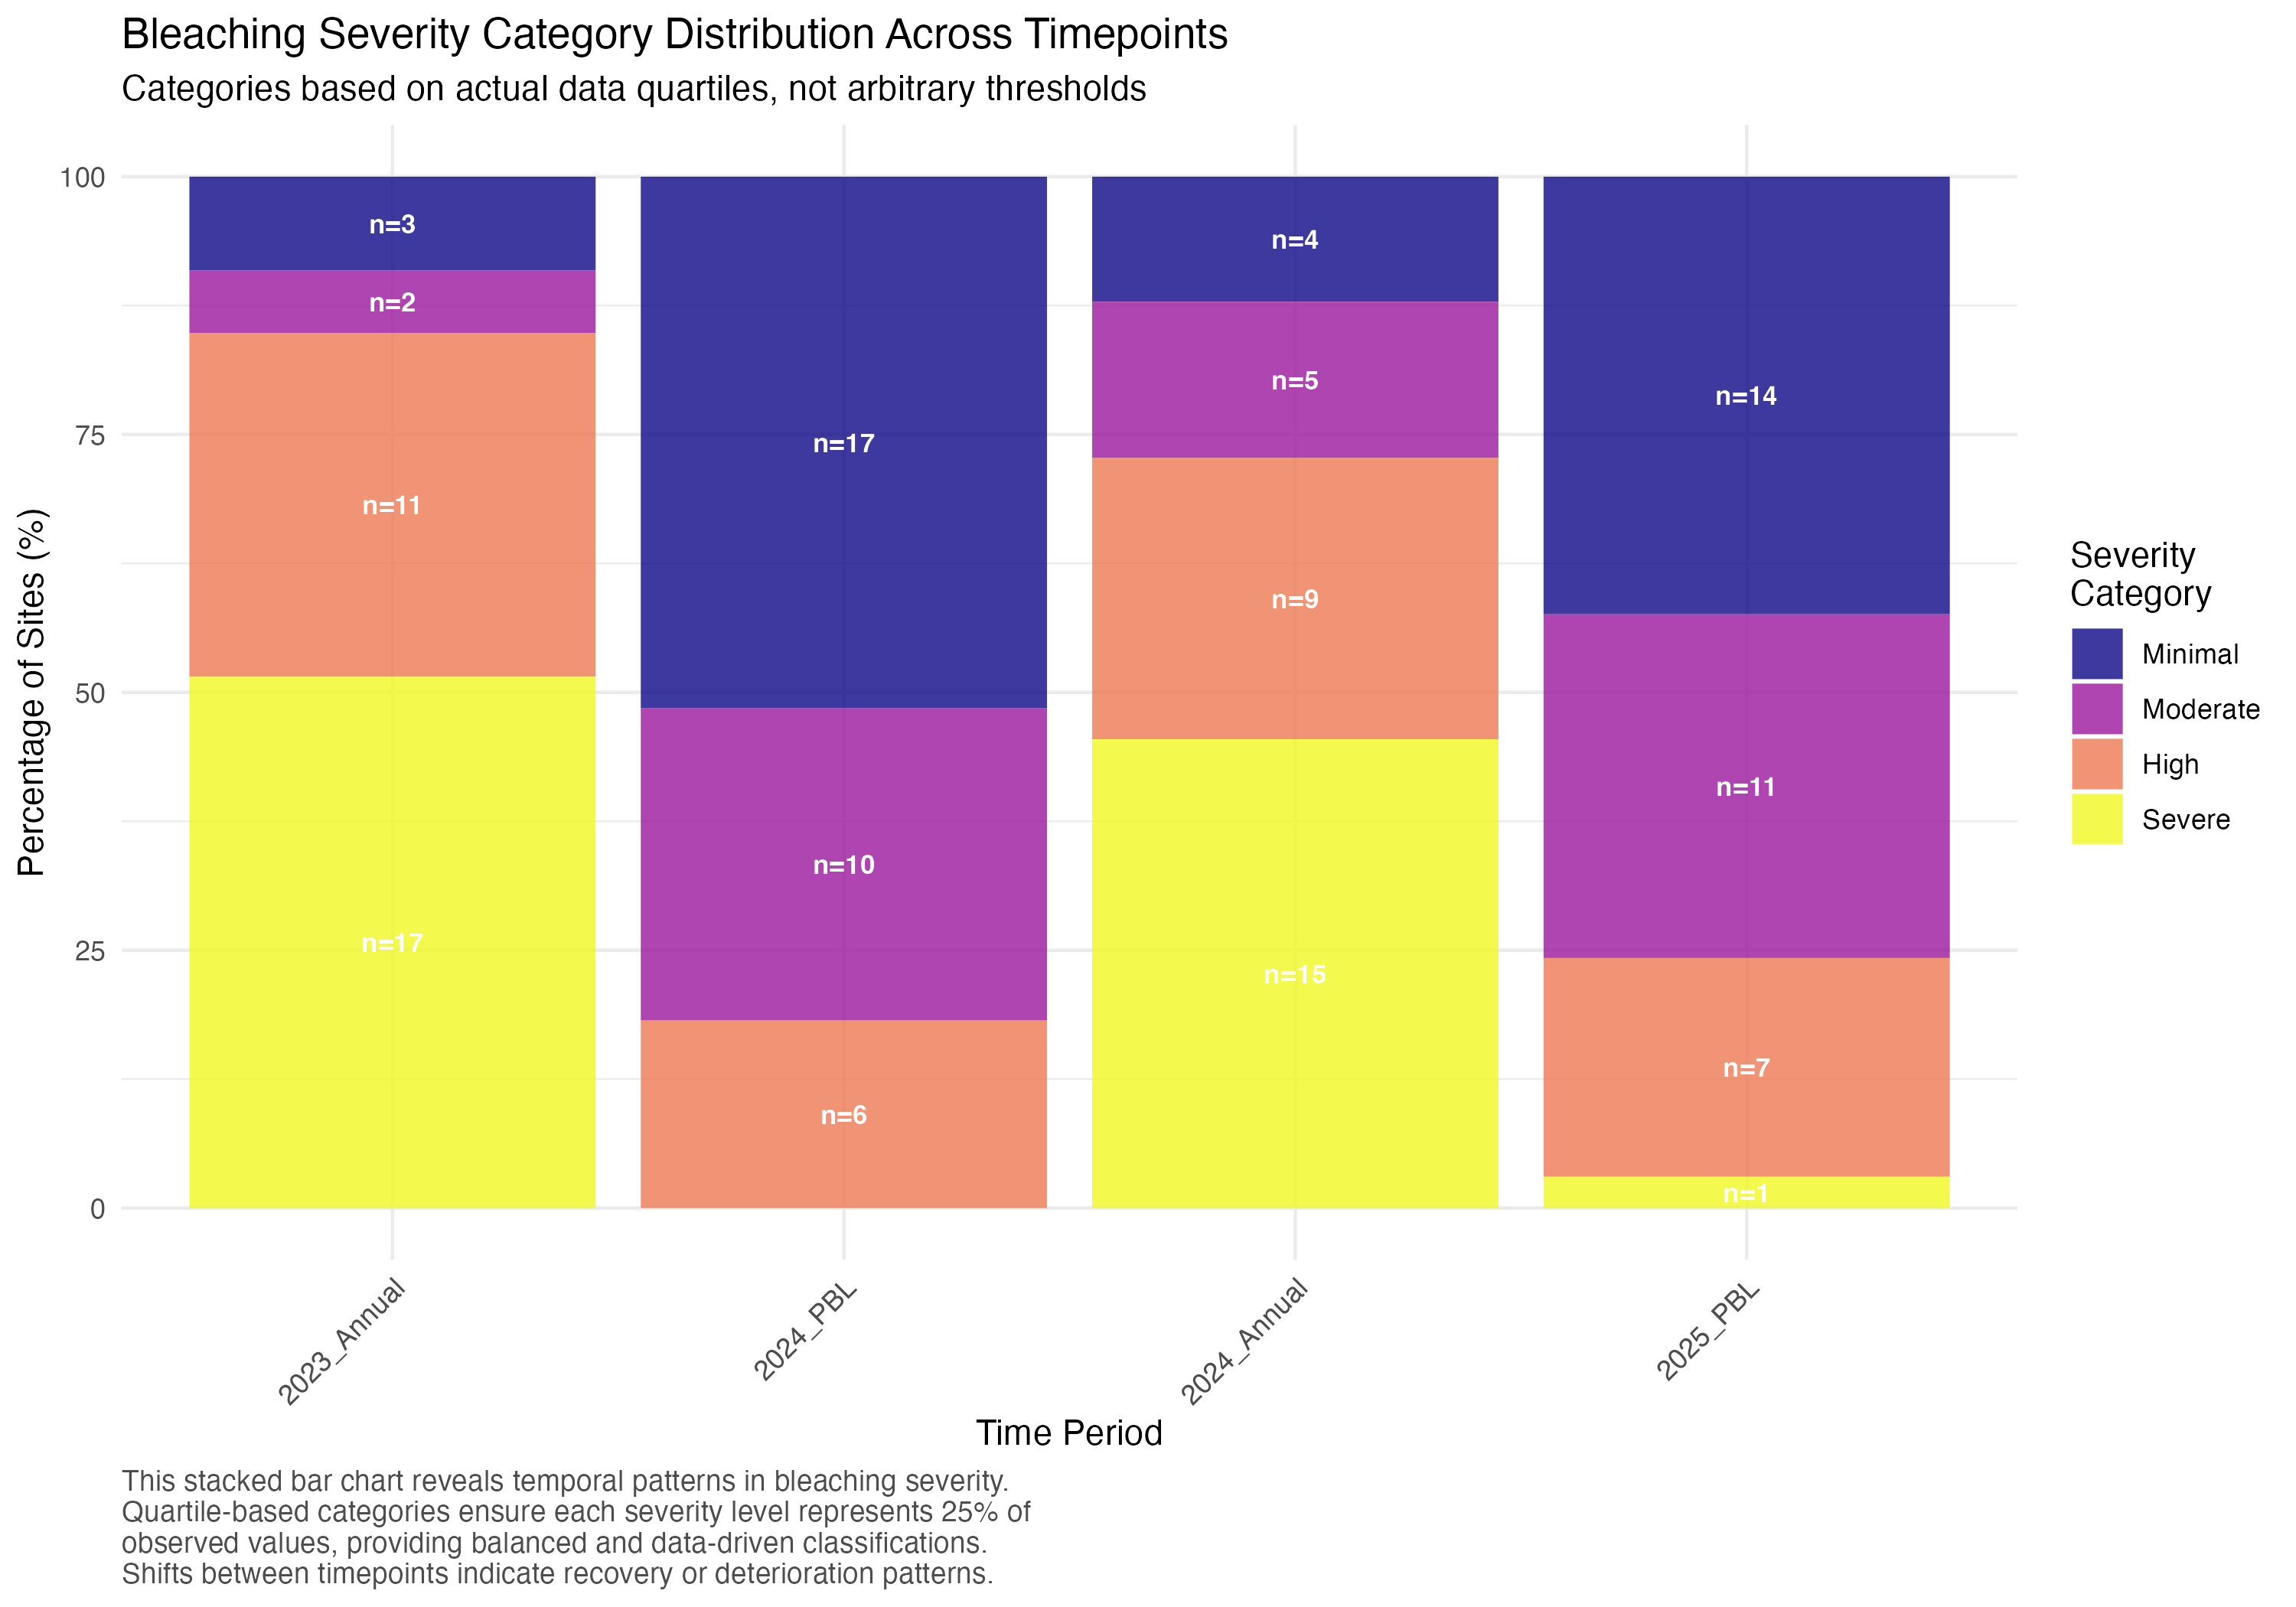 Bleaching Severity Category Distribution Across Timepoints
Categories based on actual data quartiles, not arbitrary thresholds
Percentage of Sites (%)
100
75
50
25
0
n=3
n=2
n=11
n=17
n=17
n=10
n=6
n=4
n=5
n=9
n=15
n=14
n=11
n=7
n=1
2023_Annual
2024_PBL
2024_Annual
2025_PBL
Time Period
Severity
Category
Minimal
Moderate
High
Severe
This stacked bar chart reveals temporal patterns in bleaching severity.
Quartile-based categories ensure each severity level represents 25% of
observed values, providing balanced and data-driven classifications.
Shifts between timepoints indicate recovery or deterioration patterns.